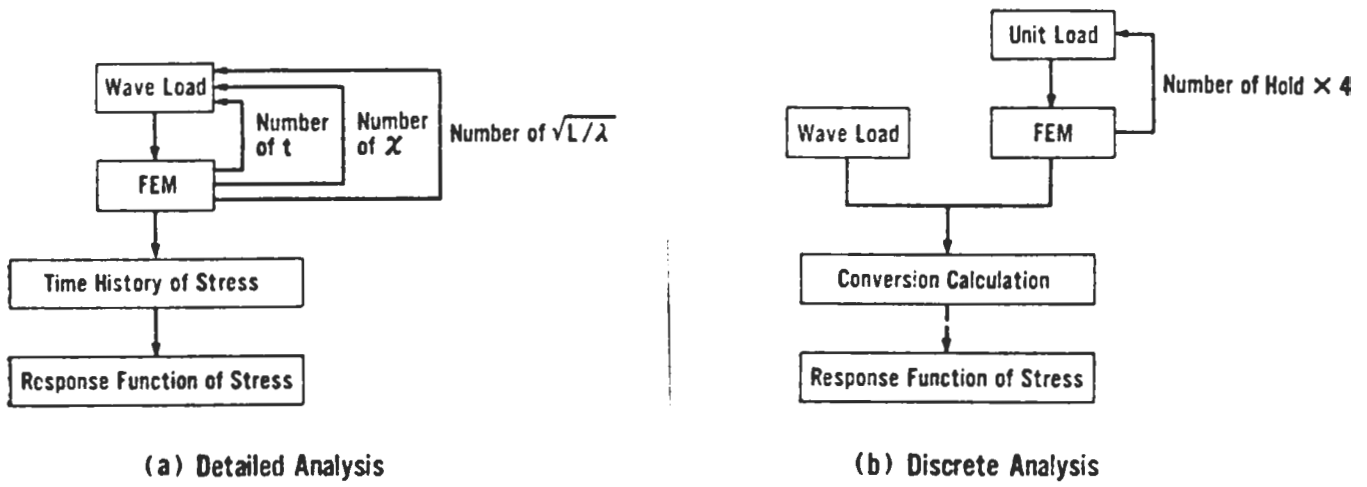 Wave Load
Number
of t
Number
of χ
Number of √L/λ
FEM
Time History of Stress
Response Function of Stress
(a) Detailed Analysis
Unit Load
Number of Hold × 4
Wave Load
FEM
Conversion Calculation
Response Function of Stress
(b) Discrete Analysis